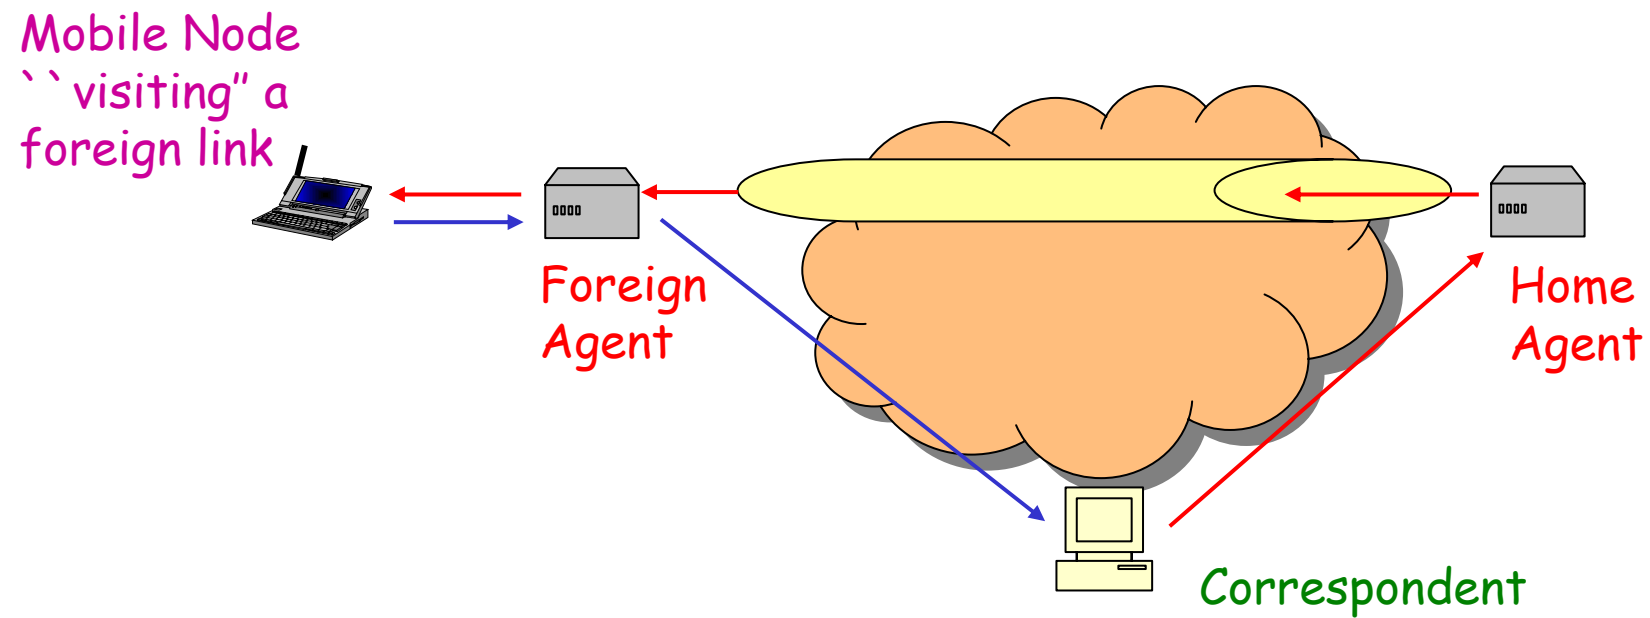 Mobile Node
``visiting” a
foreign link
Foreign
Agent
Home
Agent
Correspondent